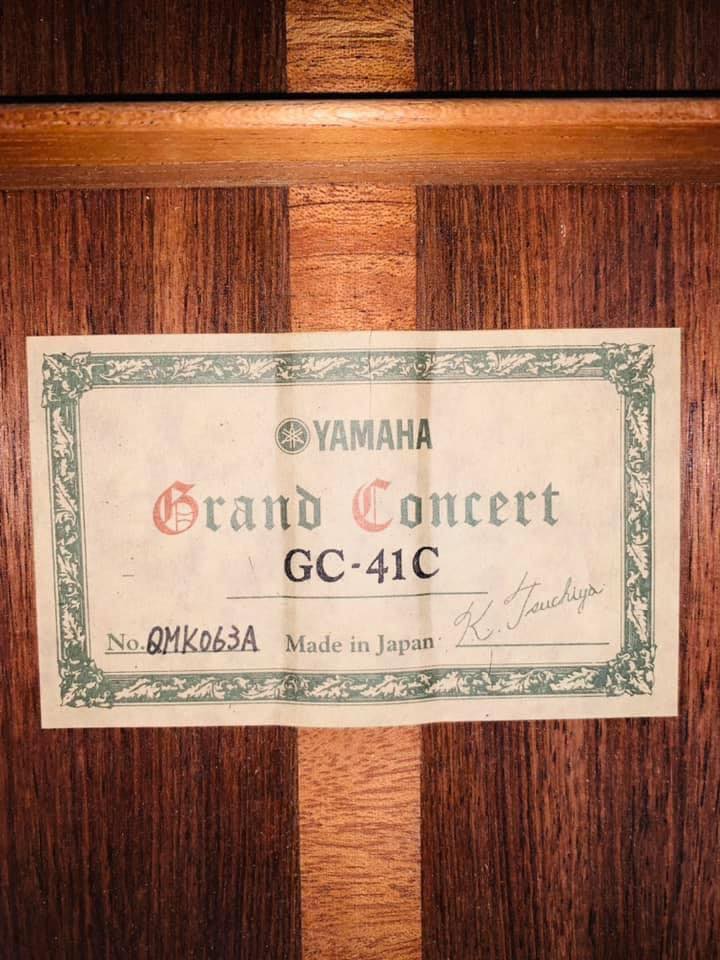 YAMAHA
Grand Concert
GC-41C
No. QMK063A Made in Japan K. Tsuchiya